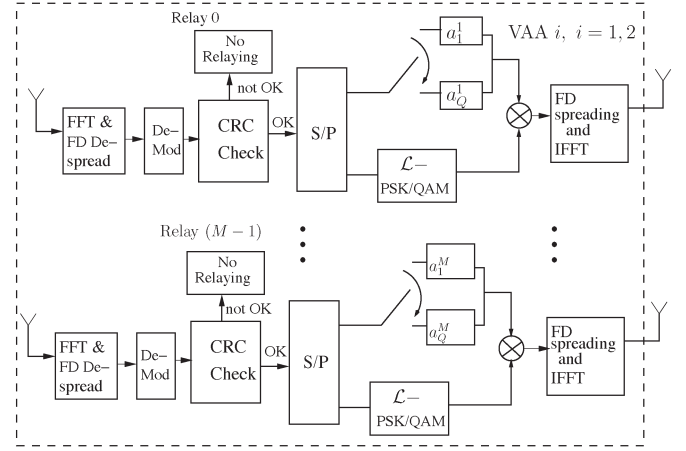 Relay 0
VAA i, i = 1, 2
No
Relaying
not OK
a_1^1
a_Q^1
FFT &
FD De-
spread
De-
Mod
CRC
Check
OK
S/P
L-
PSK/QAM
FD
spreading
and
IFFT
Relay (M - 1)
No
Relaying
not OK
a_1^M
a_Q^M
FFT &
FD De-
spread
De-
Mod
CRC
Check
OK
S/P
L-
PSK/QAM
FD
spreading
and
IFFT